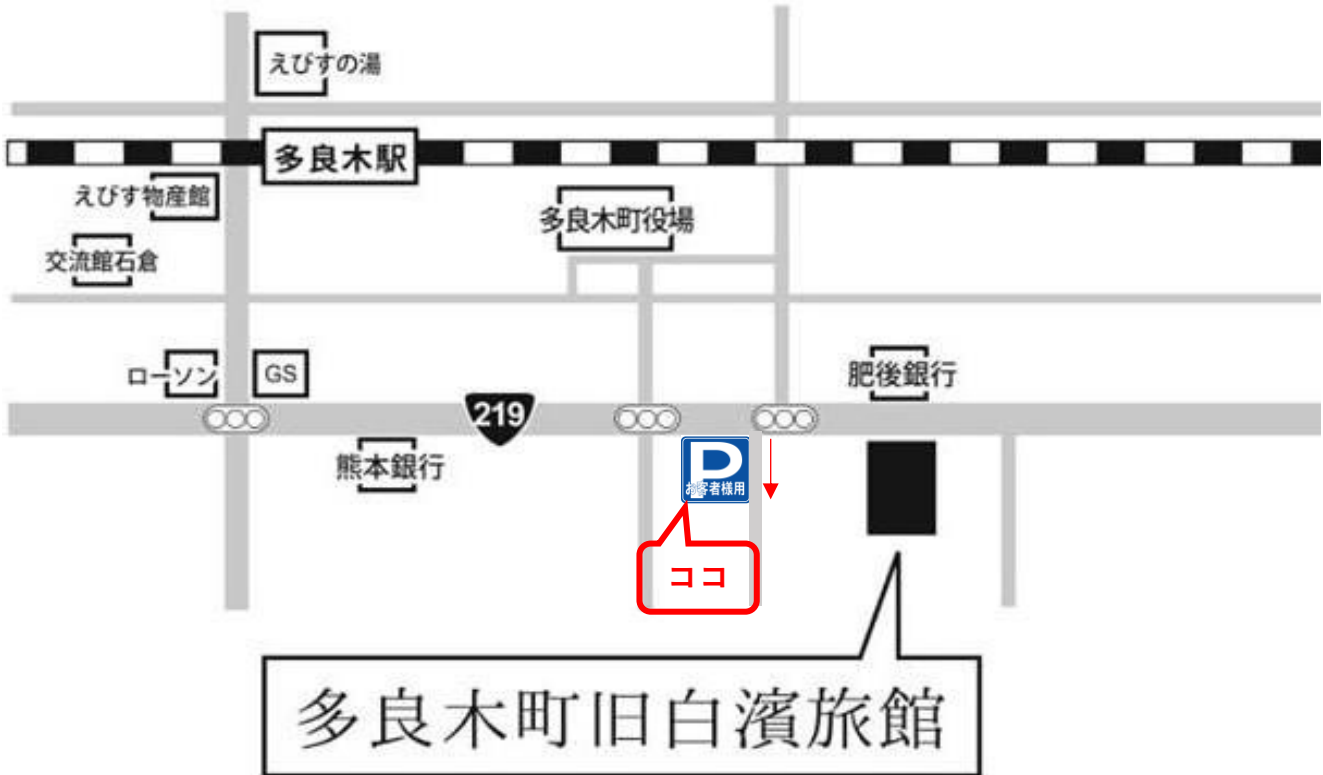 えびすの湯
多良木駅
えびす物産館
多良木町役場
交流館石倉
ローソン
GS
肥後銀行
219
熊本銀行
P
お客者様用
ココ
多良木町旧白濱旅館